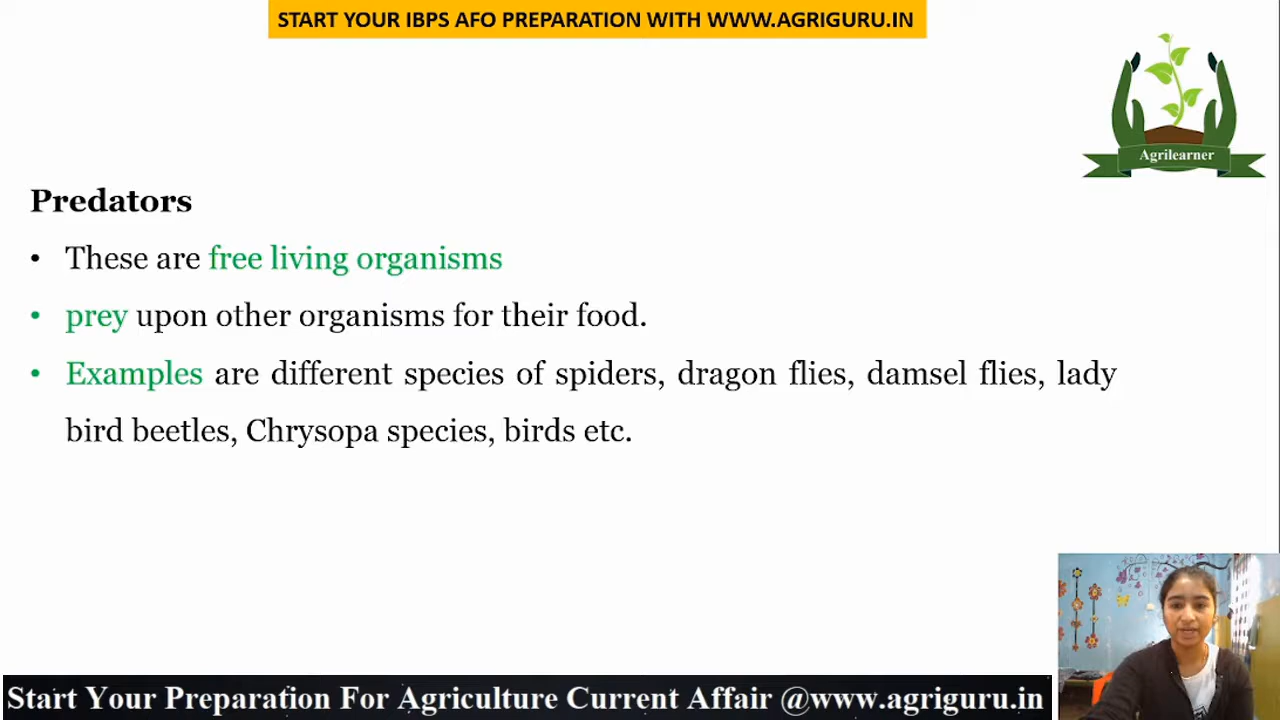 START YOUR IBPS AFO PREPARATION WITH WWW.AGRIGURU.IN
Agrilearner
Predators
• These are free living organisms
• prey upon other organisms for their food.
• Examples are different species of spiders, dragon flies, damsel flies, lady
bird beetles, Chrysopa species, birds etc.
Start Your Preparation For Agriculture Current Affair @www.agriguru.in